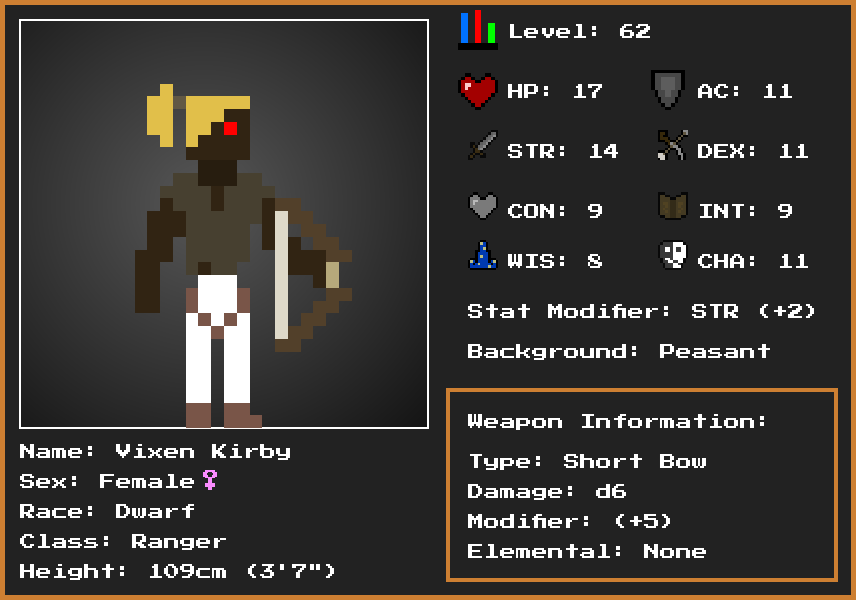 Level: 62
HP: 17 AC: 11
STR: 14 DEX: 11
CON: 9 INT: 9
WIS: 8 CHA: 11
Stat Modifier: STR (+2)
Background: Peasant
Weapon Information:
Type: Short Bow
Damage: d6
Modifier: (+5)
Elemental: None
Name: Vixen Kirby
Sex: Female♀
Race: Dwarf
Class: Ranger
Height: 109cm (3'7")